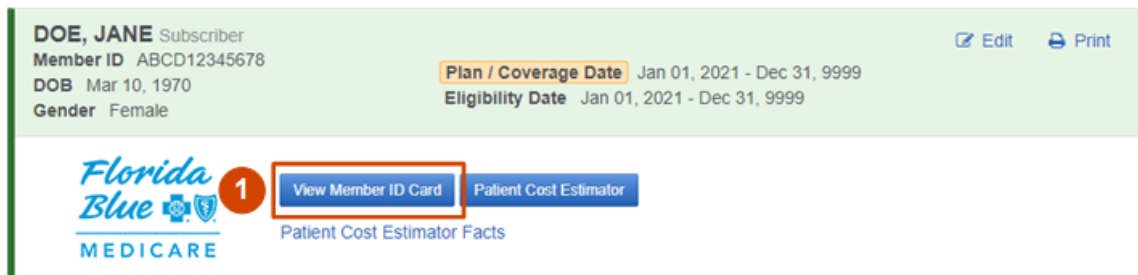 DOE, JANE Subscriber
Member ID ABCD12345678
DOB Mar 10, 1970
Gender Female
Plan / Coverage Date Jan 01, 2021 - Dec 31, 9999
Eligibility Date Jan 01, 2021 - Dec 31, 9999
Edit Print
Florida
Blue
MEDICARE
1
View Member ID Card Patient Cost Estimator
Patient Cost Estimator Facts